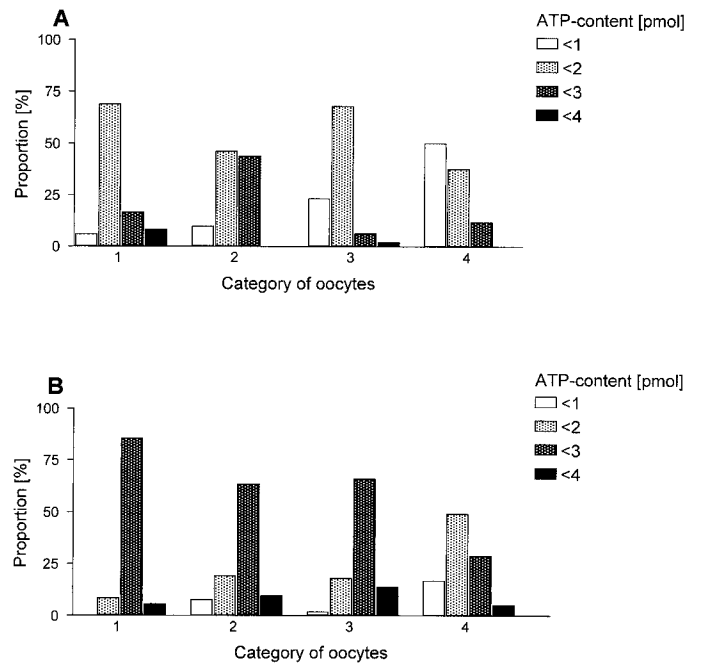 A
ATP-content [pmol]
<1
<2
<3
<4
100
75
50
25
0
Proportion [%]
1 2 3 4
Category of oocytes
B
ATP-content [pmol]
<1
<2
<3
<4
100
75
50
25
0
Proportion [%]
1 2 3 4
Category of oocytes